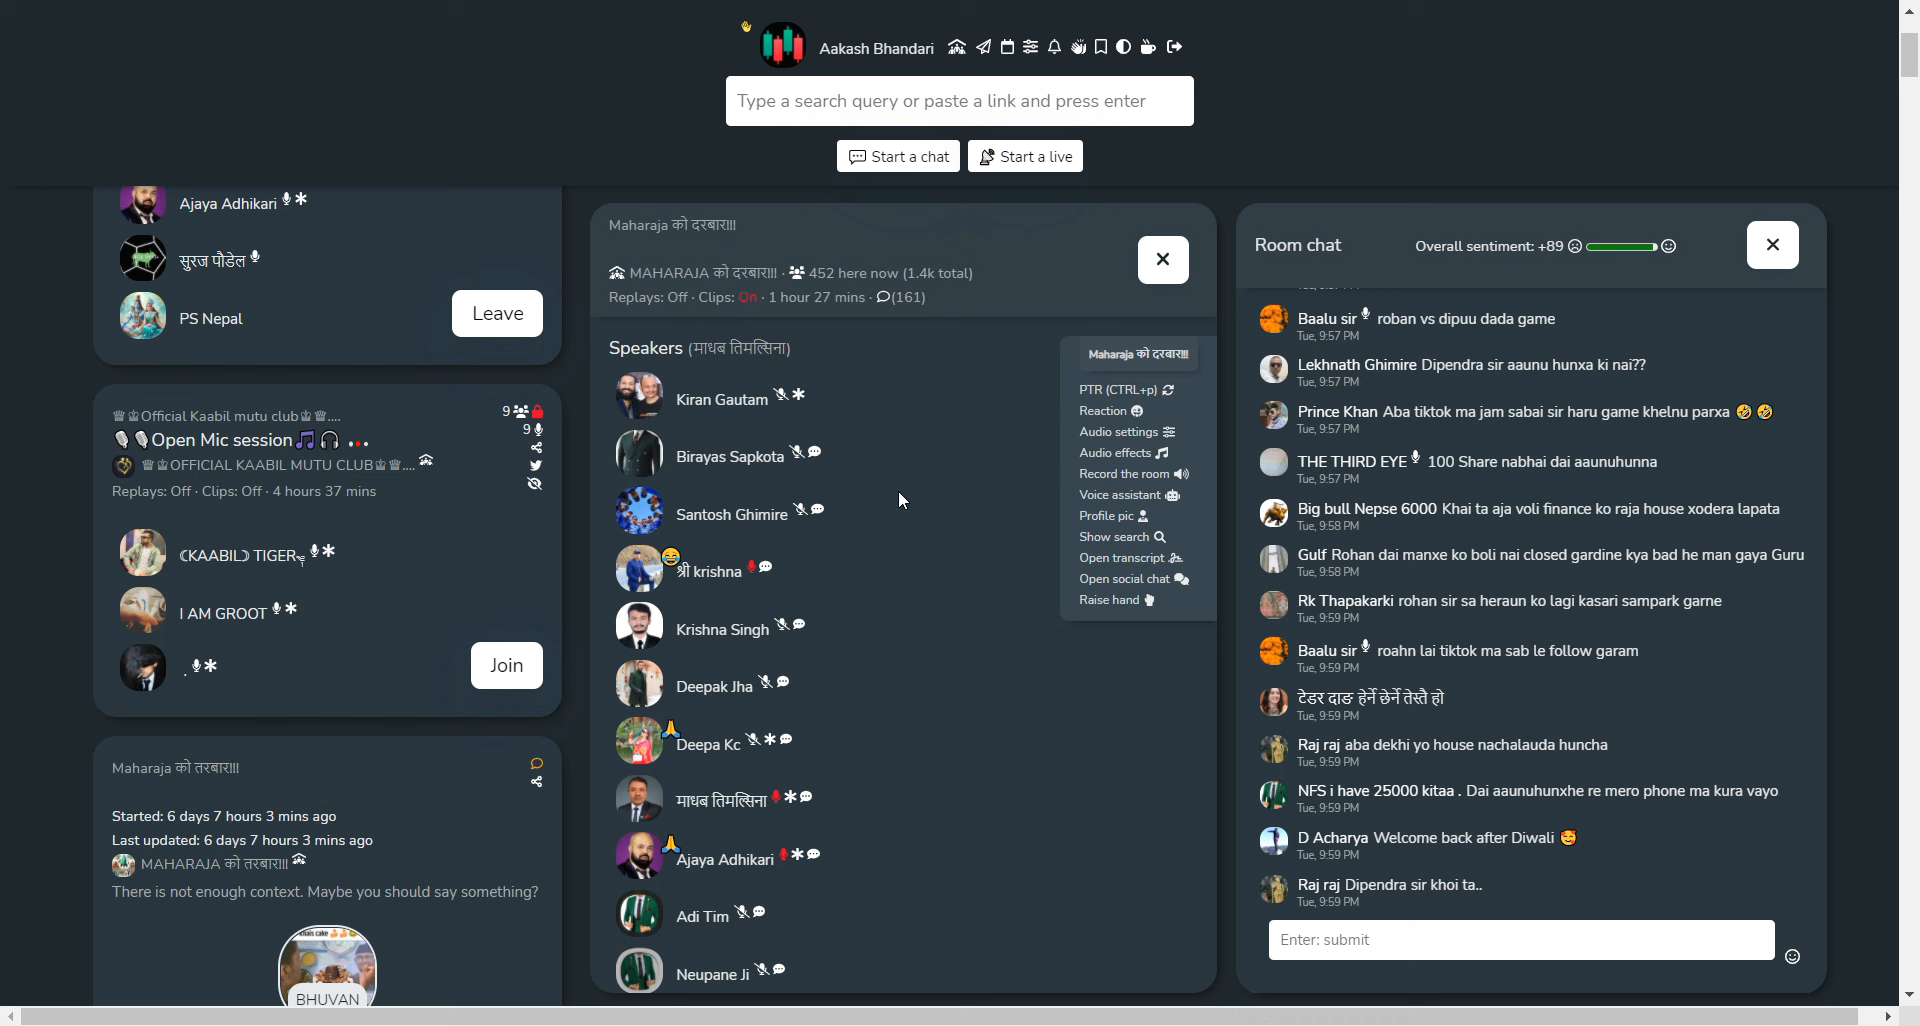 Aakash Bhandari
Type a search query or paste a link and press enter
Start a chat
Start a live
Ajaya Adhikari
सुरज पौडेल
PS Nepal
Leave
♕♔Official Kaabil mutu club♔♕....
9
🎙🎙Open Mic session🎵🎧 ...
9
♕♔OFFICIAL KAABIL MUTU CLUB♔♕....
Replays: Off · Clips: Off · 4 hours 37 mins
☾KAABIL☽ TIGER
I AM GROOT
.
Join
Maharaja को तरबार!!!
Started: 6 days 7 hours 3 mins ago
Last updated: 6 days 7 hours 3 mins ago
MAHARAJA को तरबार!!!
There is not enough context. Maybe you should say something?
BHUVAN
Maharaja को दरबार!!!
MAHARAJA को दरबार!!! · 452 here now (1.4k total)
Replays: Off · Clips: On · 1 hour 27 mins · (161)
Speakers (माधब तिमल्सिना)
Kiran Gautam
Birayas Sapkota
Santosh Ghimire
श्री krishna
Krishna Singh
Deepak Jha
Deepa Kc
माधब तिमल्सिना
Ajaya Adhikari
Adi Tim
Neupane Ji
Maharaja को दरबार!!!
PTR (CTRL+p)
Reaction
Audio settings
Audio effects
Record the room
Voice assistant
Profile pic
Show search
Open transcript
Open social chat
Raise hand
Room chat
Overall sentiment: +89
Baalu sir roban vs dipuu dada game
Tue, 9:57 PM
Lekhnath Ghimire Dipendra sir aaunu hunxa ki nai??
Tue, 9:57 PM
Prince Khan Aba tiktok ma jam sabai sir haru game khelnu parxa 🤣 🤣
Tue, 9:57 PM
THE THIRD EYE 100 Share nabhai dai aaunuhunna
Tue, 9:57 PM
Big bull Nepse 6000 Khai ta aja voli finance ko raja house xodera lapata
Tue, 9:58 PM
Gulf Rohan dai manxe ko boli nai closed gardine kya bad he man gaya Guru
Tue, 9:58 PM
Rk Thapakarki rohan sir sa heraun ko lagi kasari sampark garne
Tue, 9:59 PM
Baalu sir roahn lai tiktok ma sab le follow garam
Tue, 9:59 PM
टेडर दाङ हेर्ने छेर्ने तेस्तै हो
Tue, 9:59 PM
Raj raj aba dekhi yo house nachalauda huncha
Tue, 9:59 PM
NFS i have 25000 kitaa . Dai aaunuhunxhe re mero phone ma kura vayo
Tue, 9:59 PM
D Acharya Welcome back after Diwali 🥰
Tue, 9:59 PM
Raj raj Dipendra sir khoi ta..
Tue, 9:59 PM
Enter: submit